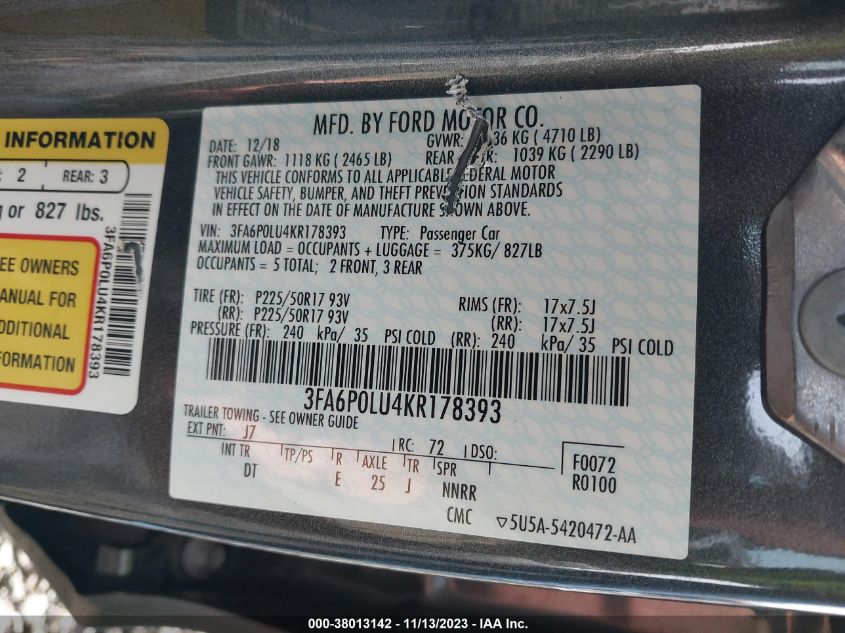 INFORMATION
: 2 REAR: 3
g or 827 lbs.
3FA6P0LU4KR178393
EE OWNERS
ANUAL FOR
DDITIONAL
FORMATION
MFD. BY FORD MOTOR CO.
DATE: 12/18 GVWR: 36 KG ( 4710 LB)
FRONT GAWR: 1118 KG ( 2465 LB) REAR 1039 KG ( 2290 LB)
THIS VEHICLE CONFORMS TO ALL APPLICABLE FEDERAL MOTOR
VEHICLE SAFETY, BUMPER, AND THEFT PREVENTION STANDARDS
IN EFFECT ON THE DATE OF MANUFACTURE SHOWN ABOVE.
VIN: 3FA6P0LU4KR178393 TYPE: Passenger Car
MAXIMUM LOAD = OCCUPANTS + LUGGAGE = 375KG/ 827LB
OCCUPANTS = 5 TOTAL; 2 FRONT, 3 REAR
TIRE (FR): P225/50R17 93V RIMS (FR): 17x7.5J
(RR): P225/50R17 93V (RR): 17x7.5J
PRESSURE (FR): 240 kPa/ 35 PSI COLD (RR): 240 kPa/ 35 PSI COLD
3FA6P0LU4KR178393
TRAILER TOWING - SEE OWNER GUIDE
EXT PNT: J7 RC: 72 DSO:
INT TR TP/PS R AXLE TR SPR F0072
DT E 25 J NNRR R0100
CMC ▽5U5A-5420472-AA
000-38013142 - 11/13/2023 - IAA Inc.